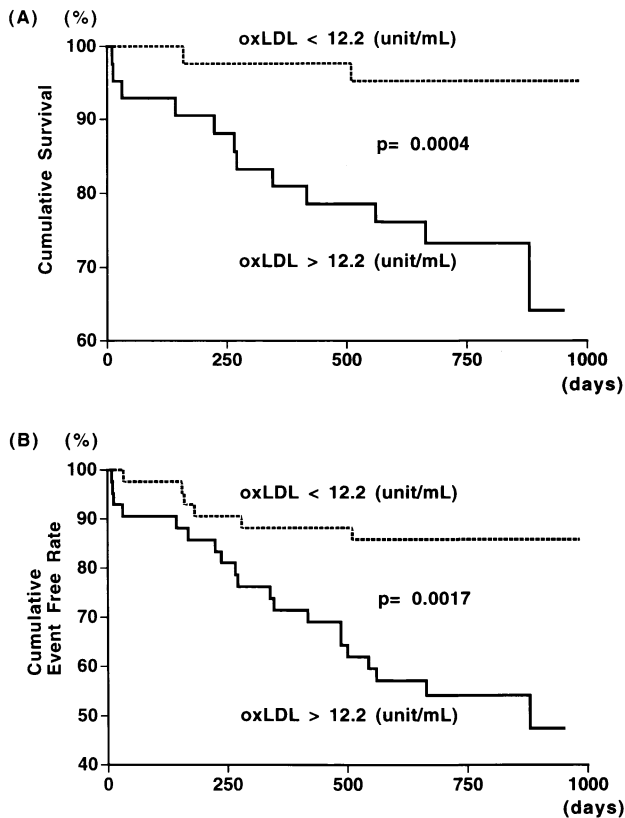 (A) (%)
oxLDL < 12.2 (unit/mL)
100
90
80
70
60
Cumulative Survival
p= 0.0004
oxLDL > 12.2 (unit/mL)
0 250 500 750 1000
(days)
(B) (%)
oxLDL < 12.2 (unit/mL)
100
90
80
70
60
50
40
Cumulative
Event Free Rate
p= 0.0017
oxLDL > 12.2 (unit/mL)
0 250 500 750 1000
(days)